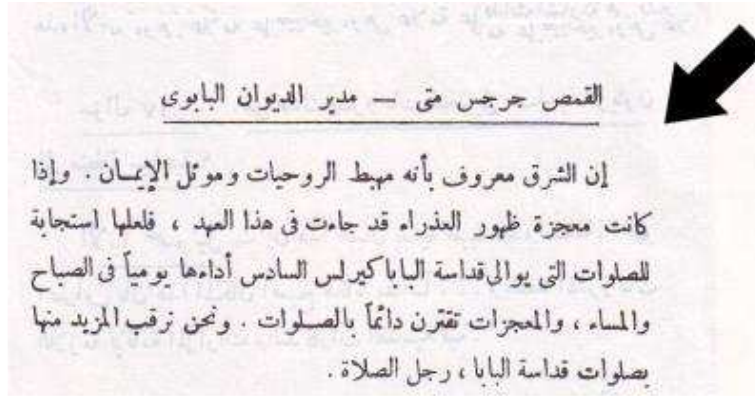 القمص جرجس متى — مدير الديوان البابوى
إن الشرق معروف بأنه مهبط الروحيات وموئل الإيمان . وإذا
كانت معجزة ظهور العذراء قد جاءت فى هذا العهد ، فلعلها استجابة
للصلوات التى يوالى قداسة البابا كيرلس السادس أداءها يومياً فى الصباح
والمساء ، والمعجزات تقترن دائماً بالصلوات . ونحن نرقب المزيد منها
بصلوات قداسة البابا ، رجل الصلاة .